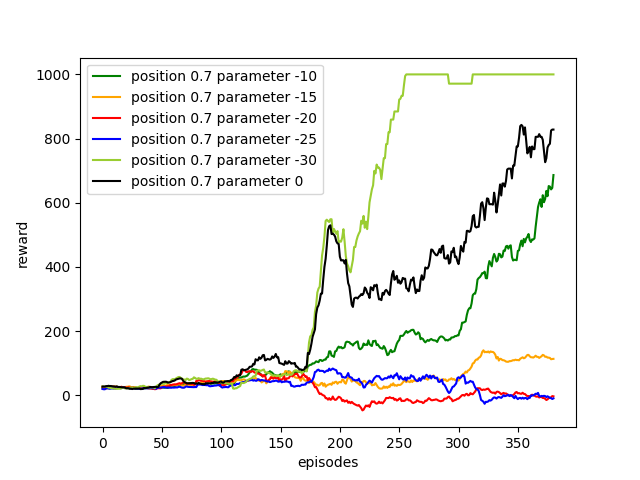 1000
800
600
400
200
0
reward
position 0.7 parameter -10
position 0.7 parameter -15
position 0.7 parameter -20
position 0.7 parameter -25
position 0.7 parameter -30
position 0.7 parameter 0
0 50 100 150 200 250 300 350
episodes